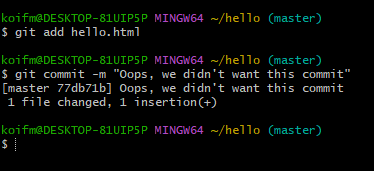 koifm@DESKTOP-81UIP5P MINGW64 ~/hello (master)
$ git add hello.html
koifm@DESKTOP-81UIP5P MINGW64 ~/hello (master)
$ git commit -m "Oops, we didn't want this commit"
[master 77db71b] Oops, we didn't want this commit
 1 file changed, 1 insertion(+)
koifm@DESKTOP-81UIP5P MINGW64 ~/hello (master)
$